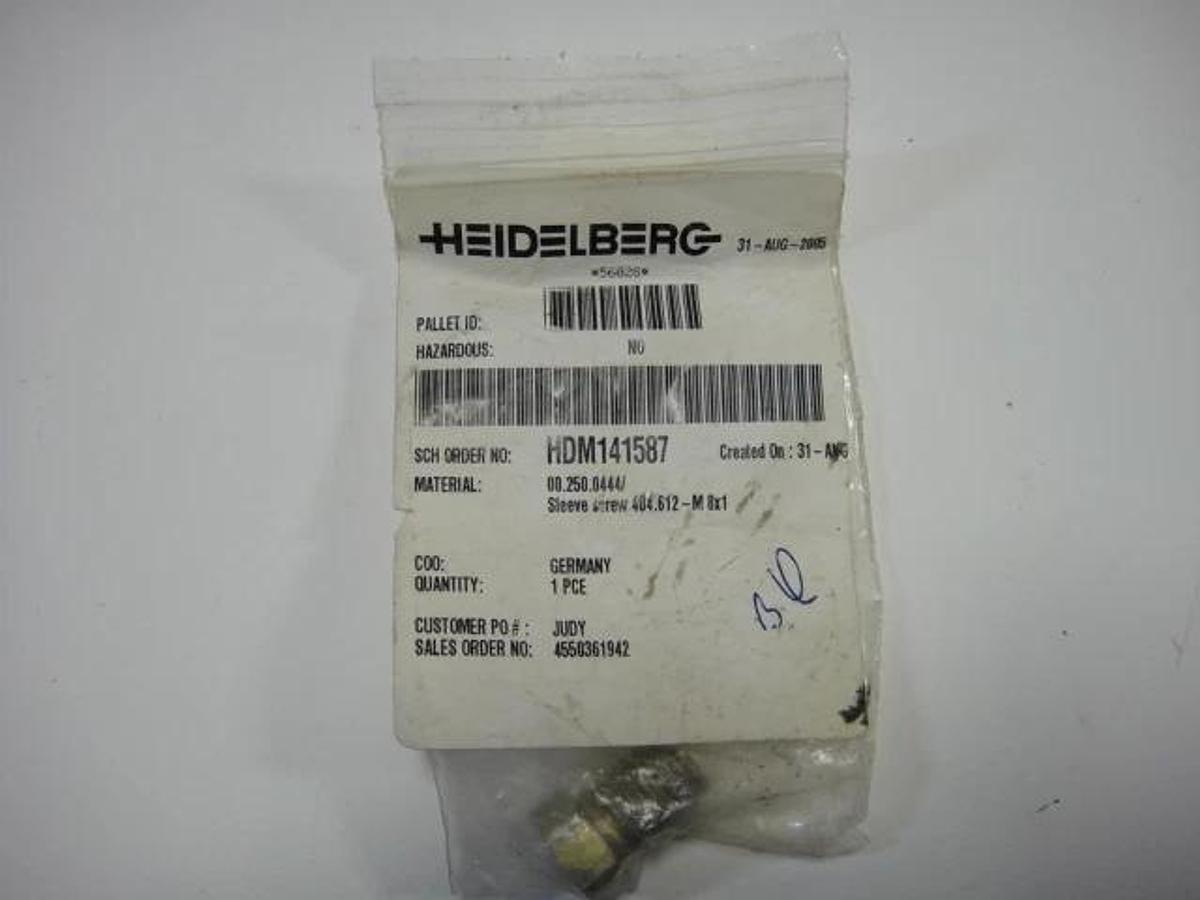 HEIDELBERG 31-AUG-2005
*56028*
PALLET ID:
HAZARDOUS: NO
SCH ORDER NO: HDM141587 Created On : 31-AUG
MATERIAL: 00.250.0444/
Sleeve screw 404.612-M 8x1
COO: GERMANY
QUANTITY: 1 PCE
B.
CUSTOMER PO # : JUDY
SALES ORDER NO: 4550361942